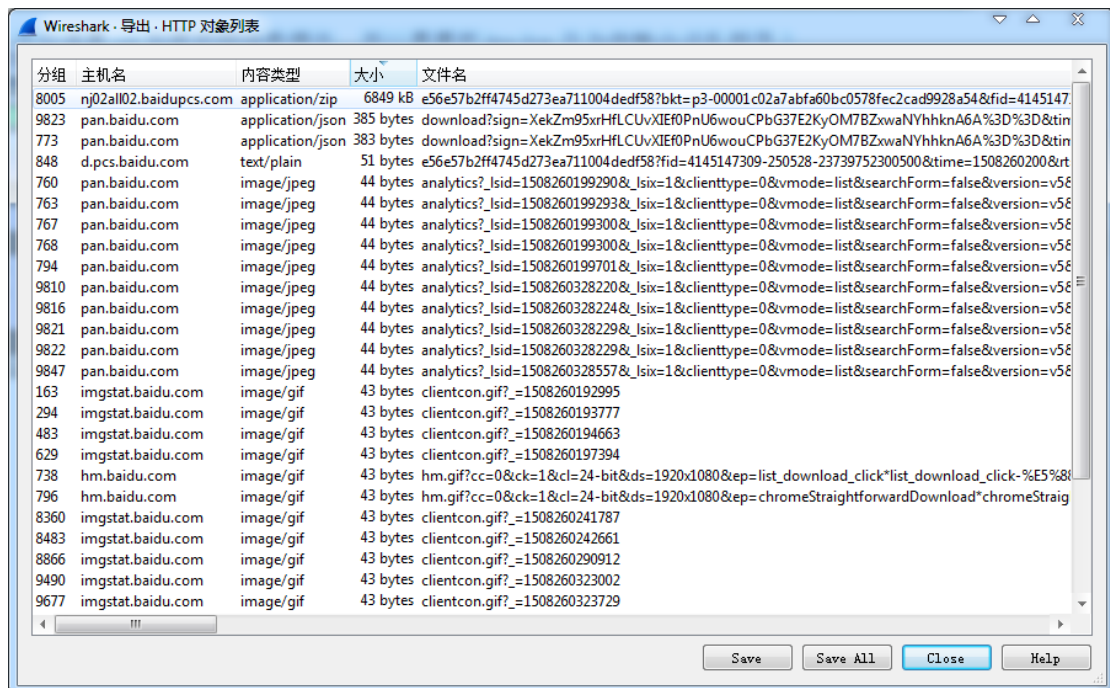 Wireshark · 导出 · HTTP 对象列表
分组 主机名 内容类型 大小 文件名
8005 nj02all02.baidupcs.com application/zip 6849 kB e56e57b2ff4745d273ea711004dedf58?bkt=p3-00001c02a7abfa60bc0578fec2cad9928a54&fid=4145147
9823 pan.baidu.com application/json 385 bytes download?sign=XekZm95xrHfLCUvXIEf0PnU6wouCPbG37E2KyOM7BZxwaNYhhknA6A%3D%3D&tim
773 pan.baidu.com application/json 383 bytes download?sign=XekZm95xrHfLCUvXIEf0PnU6wouCPbG37E2KyOM7BZxwaNYhhknA6A%3D%3D&tim
848 d.pcs.baidu.com text/plain 51 bytes e56e57b2ff4745d273ea711004dedf58?fid=4145147309-250528-23739752300500&time=1508260200&rt
760 pan.baidu.com image/jpeg 44 bytes analytics?_lsid=1508260199290&_lsix=1&clienttype=0&vmode=list&searchForm=false&version=v58
763 pan.baidu.com image/jpeg 44 bytes analytics?_lsid=1508260199293&_lsix=1&clienttype=0&vmode=list&searchForm=false&version=v58
767 pan.baidu.com image/jpeg 44 bytes analytics?_lsid=1508260199300&_lsix=1&clienttype=0&vmode=list&searchForm=false&version=v58
768 pan.baidu.com image/jpeg 44 bytes analytics?_lsid=1508260199300&_lsix=1&clienttype=0&vmode=list&searchForm=false&version=v58
794 pan.baidu.com image/jpeg 44 bytes analytics?_lsid=1508260199701&_lsix=1&clienttype=0&vmode=list&searchForm=false&version=v58
9810 pan.baidu.com image/jpeg 44 bytes analytics?_lsid=1508260328220&_lsix=1&clienttype=0&vmode=list&searchForm=false&version=v58
9816 pan.baidu.com image/jpeg 44 bytes analytics?_lsid=1508260328224&_lsix=1&clienttype=0&vmode=list&searchForm=false&version=v58
9821 pan.baidu.com image/jpeg 44 bytes analytics?_lsid=1508260328229&_lsix=1&clienttype=0&vmode=list&searchForm=false&version=v58
9822 pan.baidu.com image/jpeg 44 bytes analytics?_lsid=1508260328229&_lsix=1&clienttype=0&vmode=list&searchForm=false&version=v58
9847 pan.baidu.com image/jpeg 44 bytes analytics?_lsid=1508260328557&_lsix=1&clienttype=0&vmode=list&searchForm=false&version=v58
163 imgstat.baidu.com image/gif 43 bytes clientcon.gif?_=1508260192995
294 imgstat.baidu.com image/gif 43 bytes clientcon.gif?_=1508260193777
483 imgstat.baidu.com image/gif 43 bytes clientcon.gif?_=1508260194663
629 imgstat.baidu.com image/gif 43 bytes clientcon.gif?_=1508260197394
738 hm.baidu.com image/gif 43 bytes hm.gif?cc=0&ck=1&cl=24-bit&ds=1920x1080&ep=list_download_click*list_download_click-%E5%88
796 hm.baidu.com image/gif 43 bytes hm.gif?cc=0&ck=1&cl=24-bit&ds=1920x1080&ep=chromeStraightforwardDownload*chromeStraig
8360 imgstat.baidu.com image/gif 43 bytes clientcon.gif?_=1508260241787
8483 imgstat.baidu.com image/gif 43 bytes clientcon.gif?_=1508260242661
8866 imgstat.baidu.com image/gif 43 bytes clientcon.gif?_=1508260290912
9490 imgstat.baidu.com image/gif 43 bytes clientcon.gif?_=1508260323002
9677 imgstat.baidu.com image/gif 43 bytes clientcon.gif?_=1508260323729
Save Save All Close Help